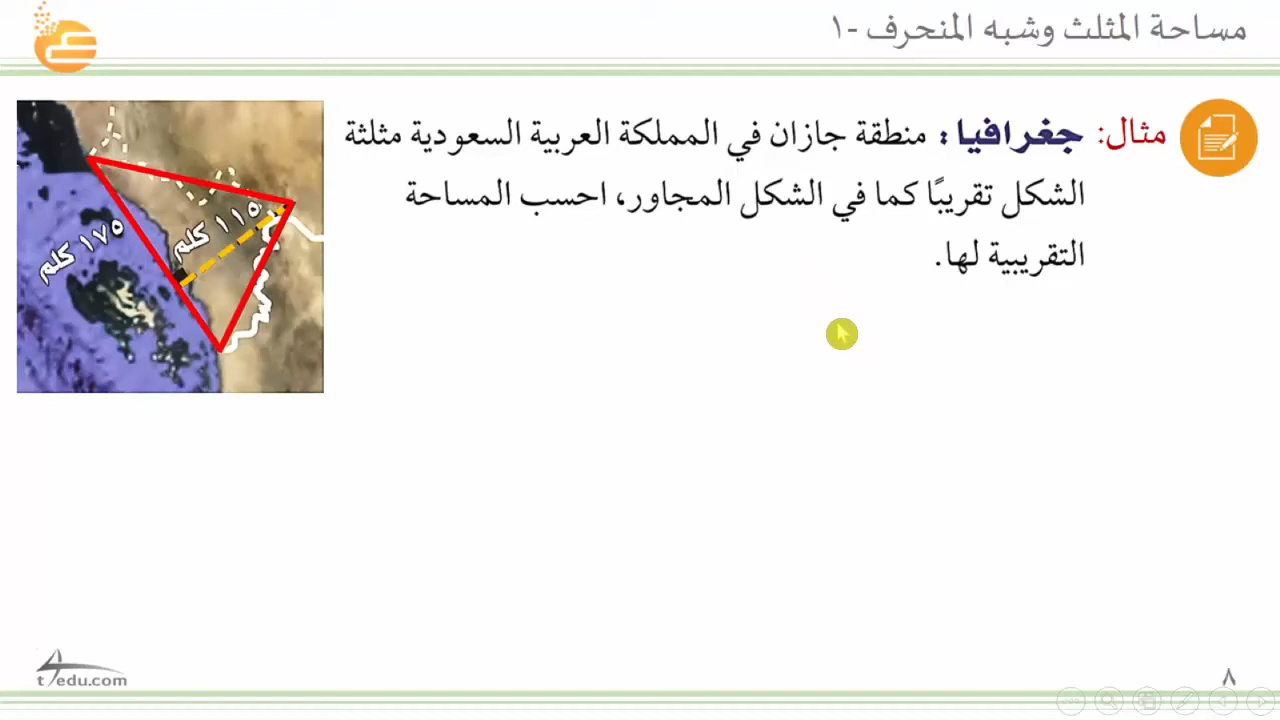 مساحة المثلث وشبه المنحرف -١
مثال: جغرافيا: منطقة جازان في المملكة العربية السعودية مثلثة
الشكل تقريبًا كما في الشكل المجاور، احسب المساحة
التقريبية لها.
١١٥ كلم
١٧٥ كلم
t4edu.com
٨